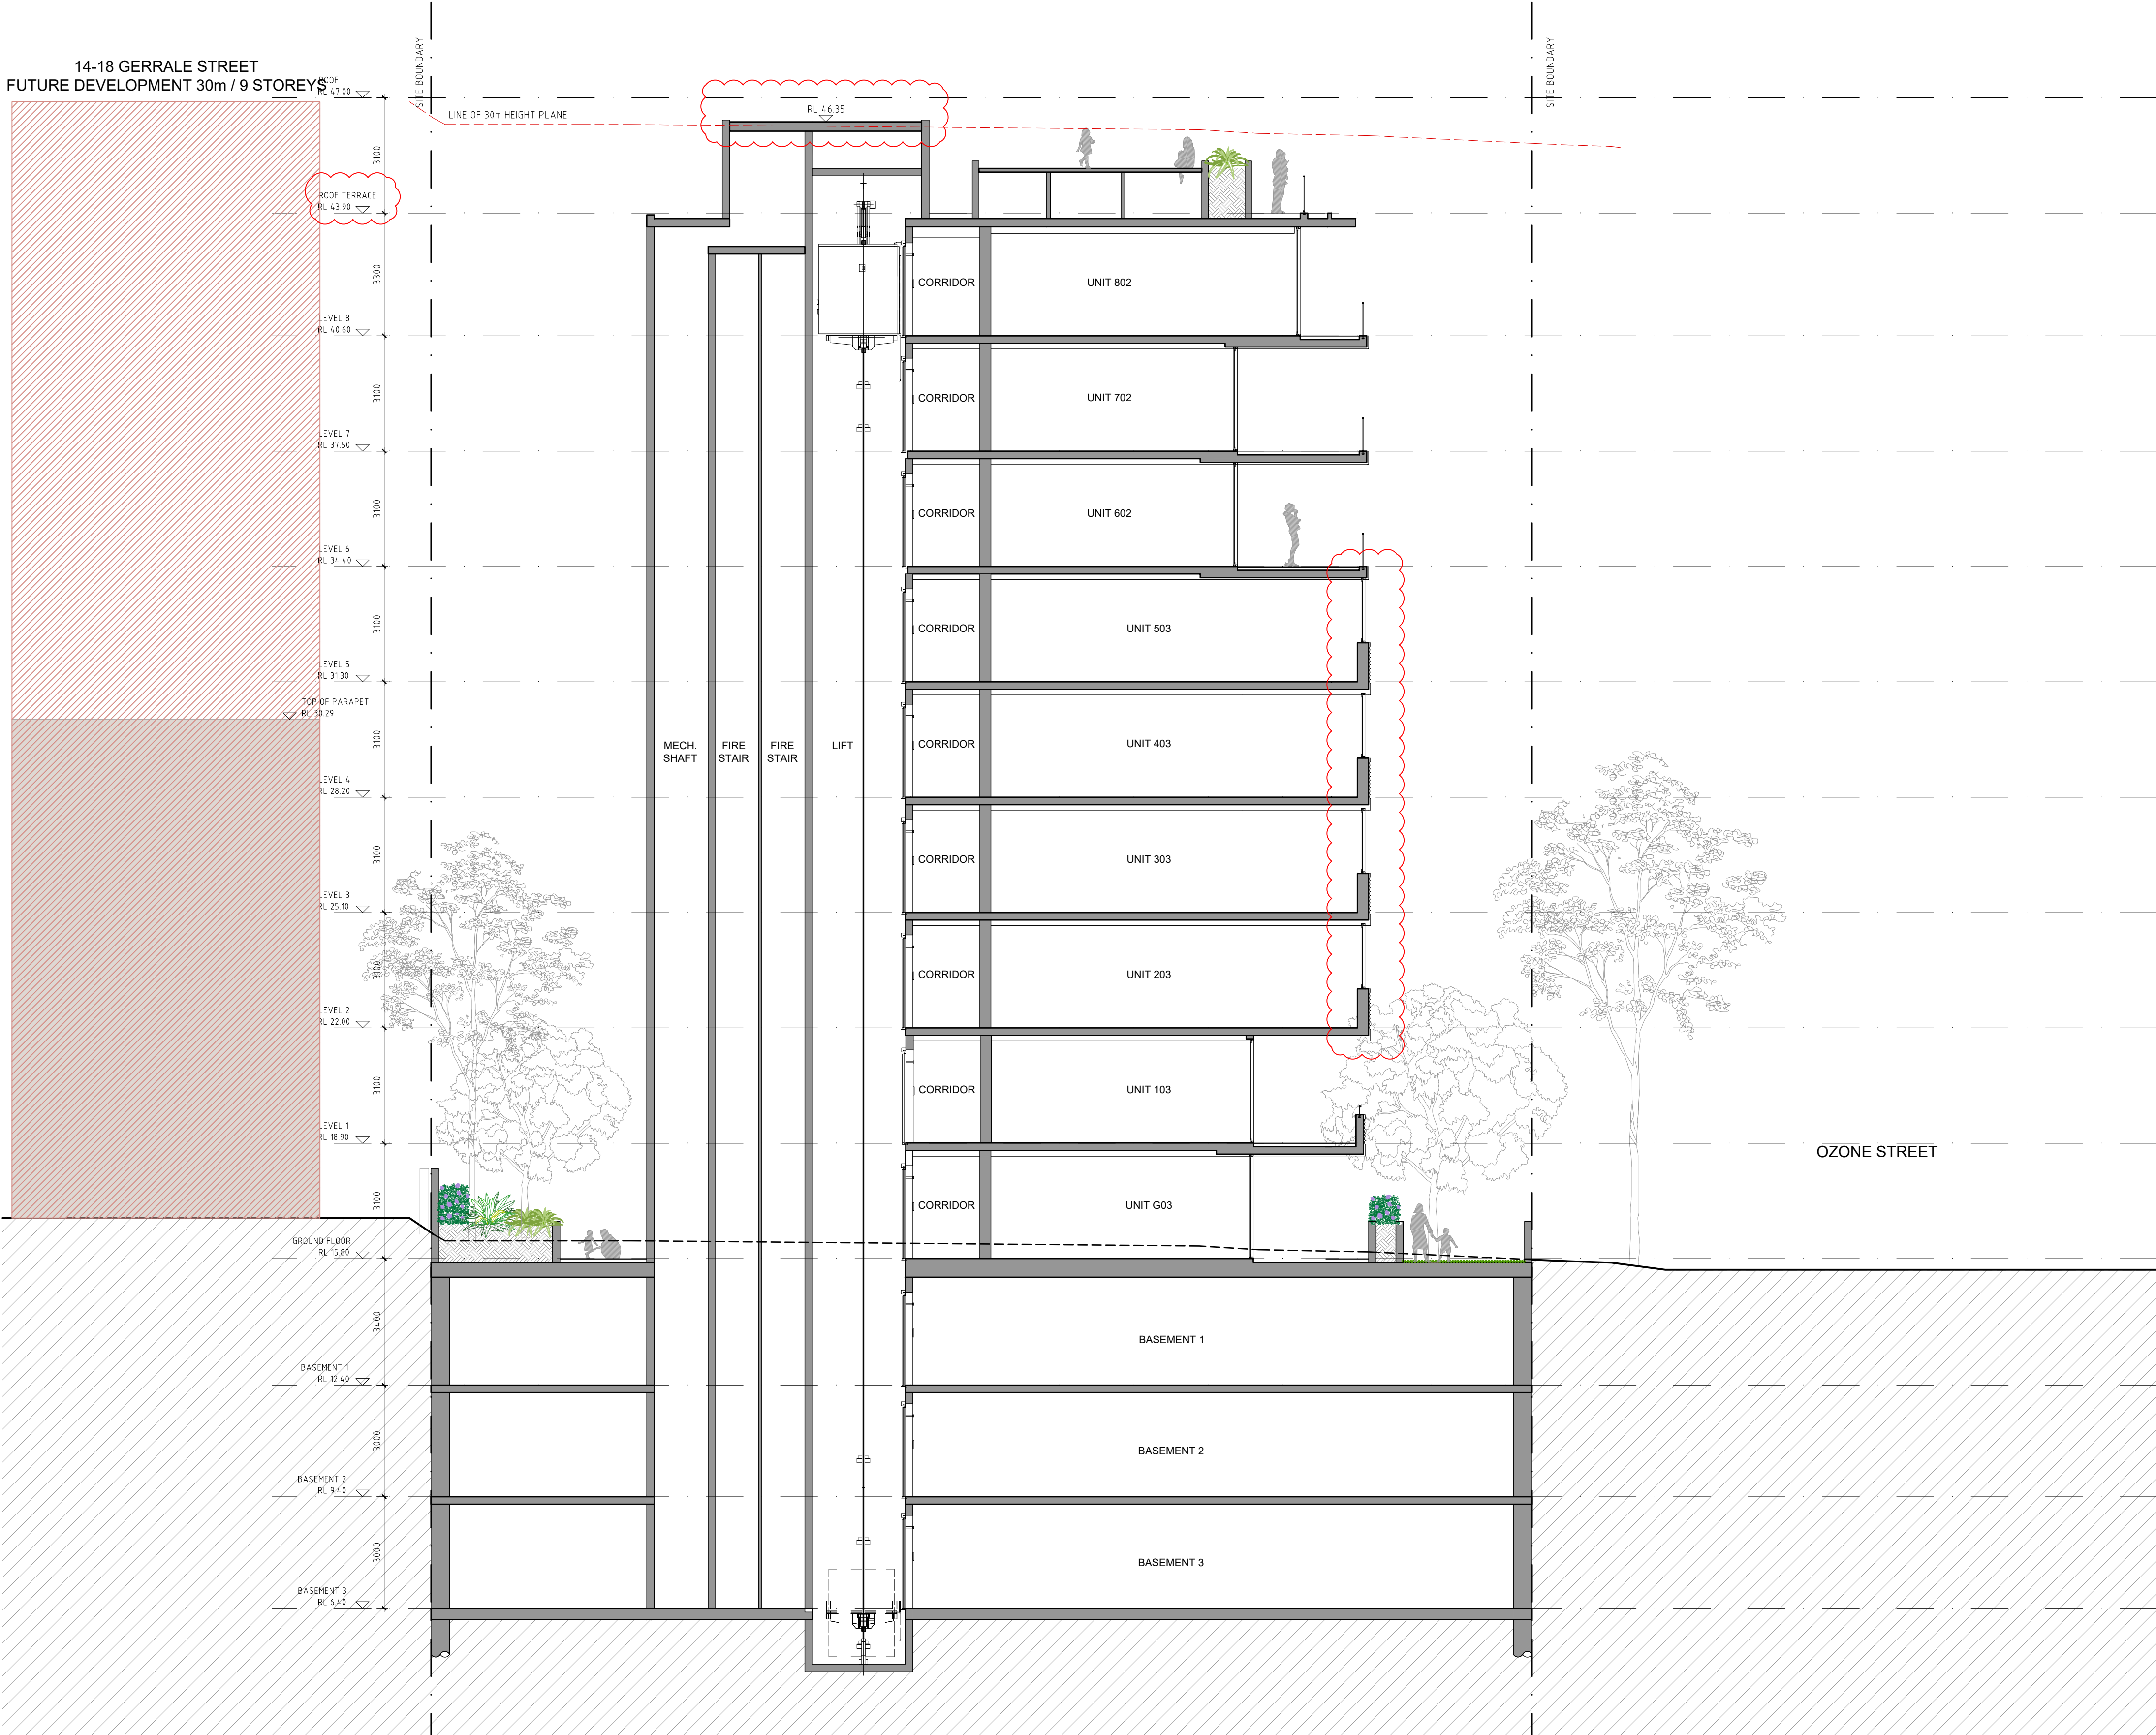 14-18 GERRALE STREET
FUTURE DEVELOPMENT 30m / 9 STOREYS
SITE BOUNDARY
SITE BOUNDARY
ROOF
RL 47.00
LINE OF 30m HEIGHT PLANE
RL 46.35
3100
ROOF TERRACE
RL 43.90
3300
CORRIDOR
UNIT 802
LEVEL 8
RL 40.60
3100
CORRIDOR
UNIT 702
LEVEL 7
RL 37.50
3100
CORRIDOR
UNIT 602
LEVEL 6
RL 34.40
3100
CORRIDOR
UNIT 503
LEVEL 5
RL 31.30
TOP OF PARAPET
RL 30.29
3100
MECH.
SHAFT
FIRE
STAIR
FIRE
STAIR
LIFT
CORRIDOR
UNIT 403
LEVEL 4
RL 28.20
3100
CORRIDOR
UNIT 303
LEVEL 3
RL 25.10
3100
CORRIDOR
UNIT 203
LEVEL 2
RL 22.00
3100
CORRIDOR
UNIT 103
LEVEL 1
RL 18.90
OZONE STREET
3100
CORRIDOR
UNIT G03
GROUND FLOOR
RL 15.80
3400
BASEMENT 1
BASEMENT 1
RL 12.40
3000
BASEMENT 2
BASEMENT 2
RL 9.40
3000
BASEMENT 3
BASEMENT 3
RL 6.40